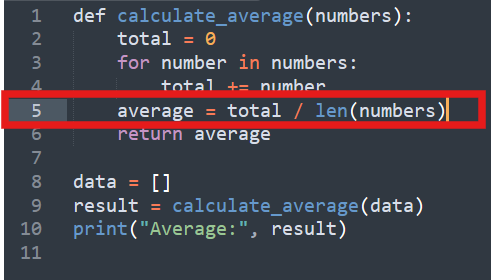 1 def calculate_average(numbers):
2     total = 0
3     for number in numbers:
4         total += number
5     average = total / len(numbers)
6     return average
7
8 data = []
9 result = calculate_average(data)
10 print("Average:", result)
11